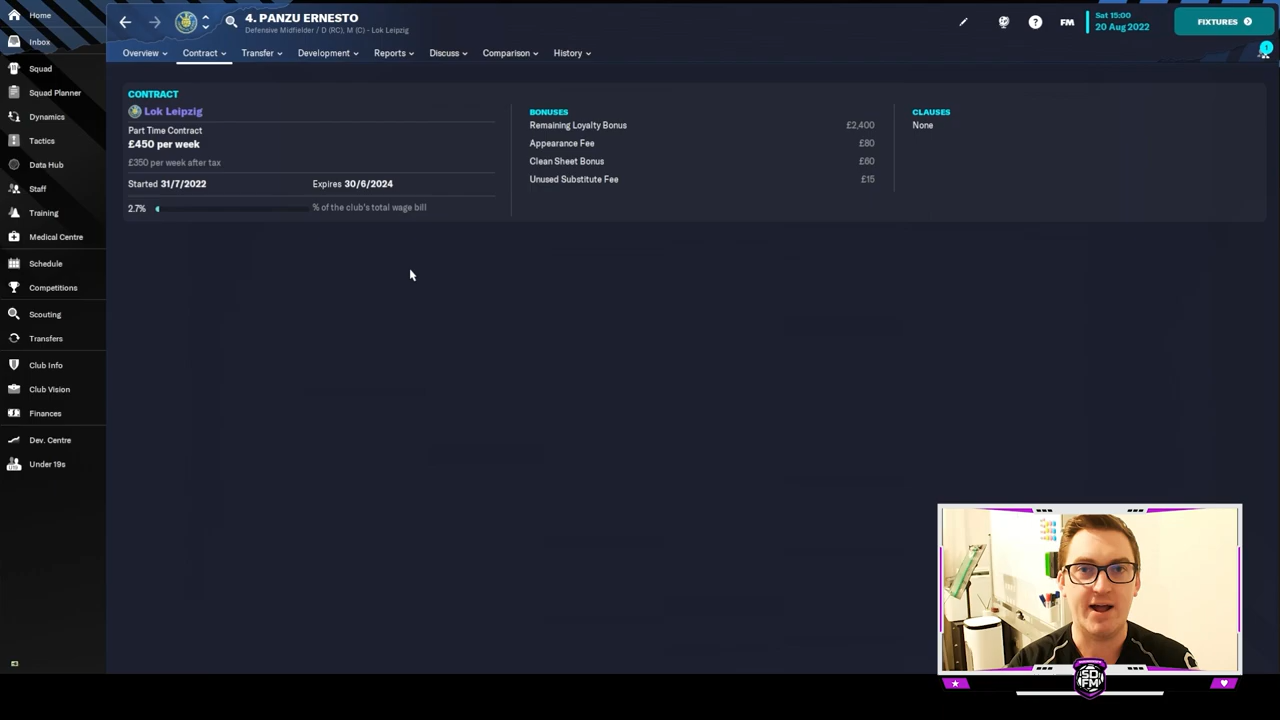 Home
Inbox
Squad
Squad Planner
Dynamics
Tactics
Data Hub
Staff
Training
Medical Centre
Schedule
Competitions
Scouting
Transfers
Club Info
Club Vision
Finances
Dev. Centre
Under 19s
4. PANZU ERNESTO
Defensive Midfielder / D (RC), M (C) - Lok Leipzig
FM
Sat 15:00
20 Aug 2022
FIXTURES
1
Overview
Contract
Transfer
Development
Reports
Discuss
Comparison
History
CONTRACT
Lok Leipzig
Part Time Contract
£450 per week
£350 per week after tax
Started 31/7/2022
Expires 30/6/2024
2.7%
% of the club's total wage bill
BONUSES
Remaining Loyalty Bonus £2,400
Appearance Fee £80
Clean Sheet Bonus £60
Unused Substitute Fee £15
CLAUSES
None
SD
FM